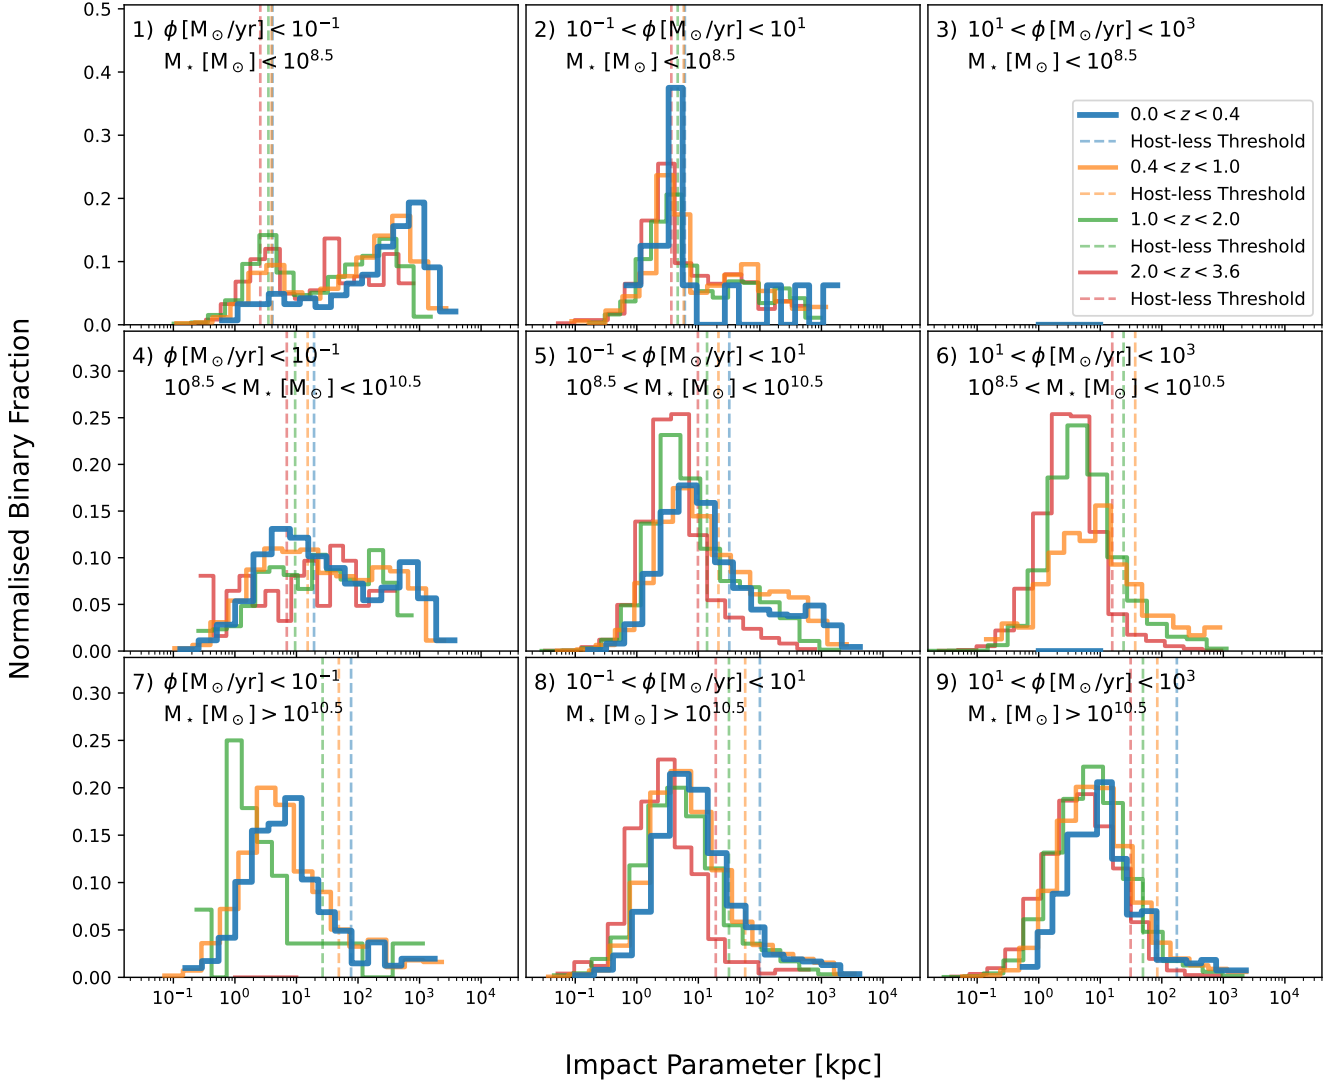 1) ϕ [M⊙/yr] < 10⁻¹
M⋆ [M⊙] < 10^8.5
2) 10⁻¹ < ϕ [M⊙/yr] < 10¹
M⋆ [M⊙] < 10^8.5
3) 10¹ < ϕ [M⊙/yr] < 10³
M⋆ [M⊙] < 10^8.5
0.0 < z < 0.4
Host-less Threshold
0.4 < z < 1.0
Host-less Threshold
1.0 < z < 2.0
Host-less Threshold
2.0 < z < 3.6
Host-less Threshold
0.5
0.4
0.3
0.2
0.1
0.0
4) ϕ [M⊙/yr] < 10⁻¹
10^8.5 < M⋆ [M⊙] < 10^10.5
5) 10⁻¹ < ϕ [M⊙/yr] < 10¹
10^8.5 < M⋆ [M⊙] < 10^10.5
6) 10¹ < ϕ [M⊙/yr] < 10³
10^8.5 < M⋆ [M⊙] < 10^10.5
0.30
0.25
0.20
0.15
0.10
0.05
0.00
Normalised Binary Fraction
7) ϕ [M⊙/yr] < 10⁻¹
M⋆ [M⊙] > 10^10.5
8) 10⁻¹ < ϕ [M⊙/yr] < 10¹
M⋆ [M⊙] > 10^10.5
9) 10¹ < ϕ [M⊙/yr] < 10³
M⋆ [M⊙] > 10^10.5
0.30
0.25
0.20
0.15
0.10
0.05
0.00
10⁻¹ 10⁰ 10¹ 10² 10³ 10⁴
10⁻¹ 10⁰ 10¹ 10² 10³ 10⁴
10⁻¹ 10⁰ 10¹ 10² 10³ 10⁴
Impact Parameter [kpc]